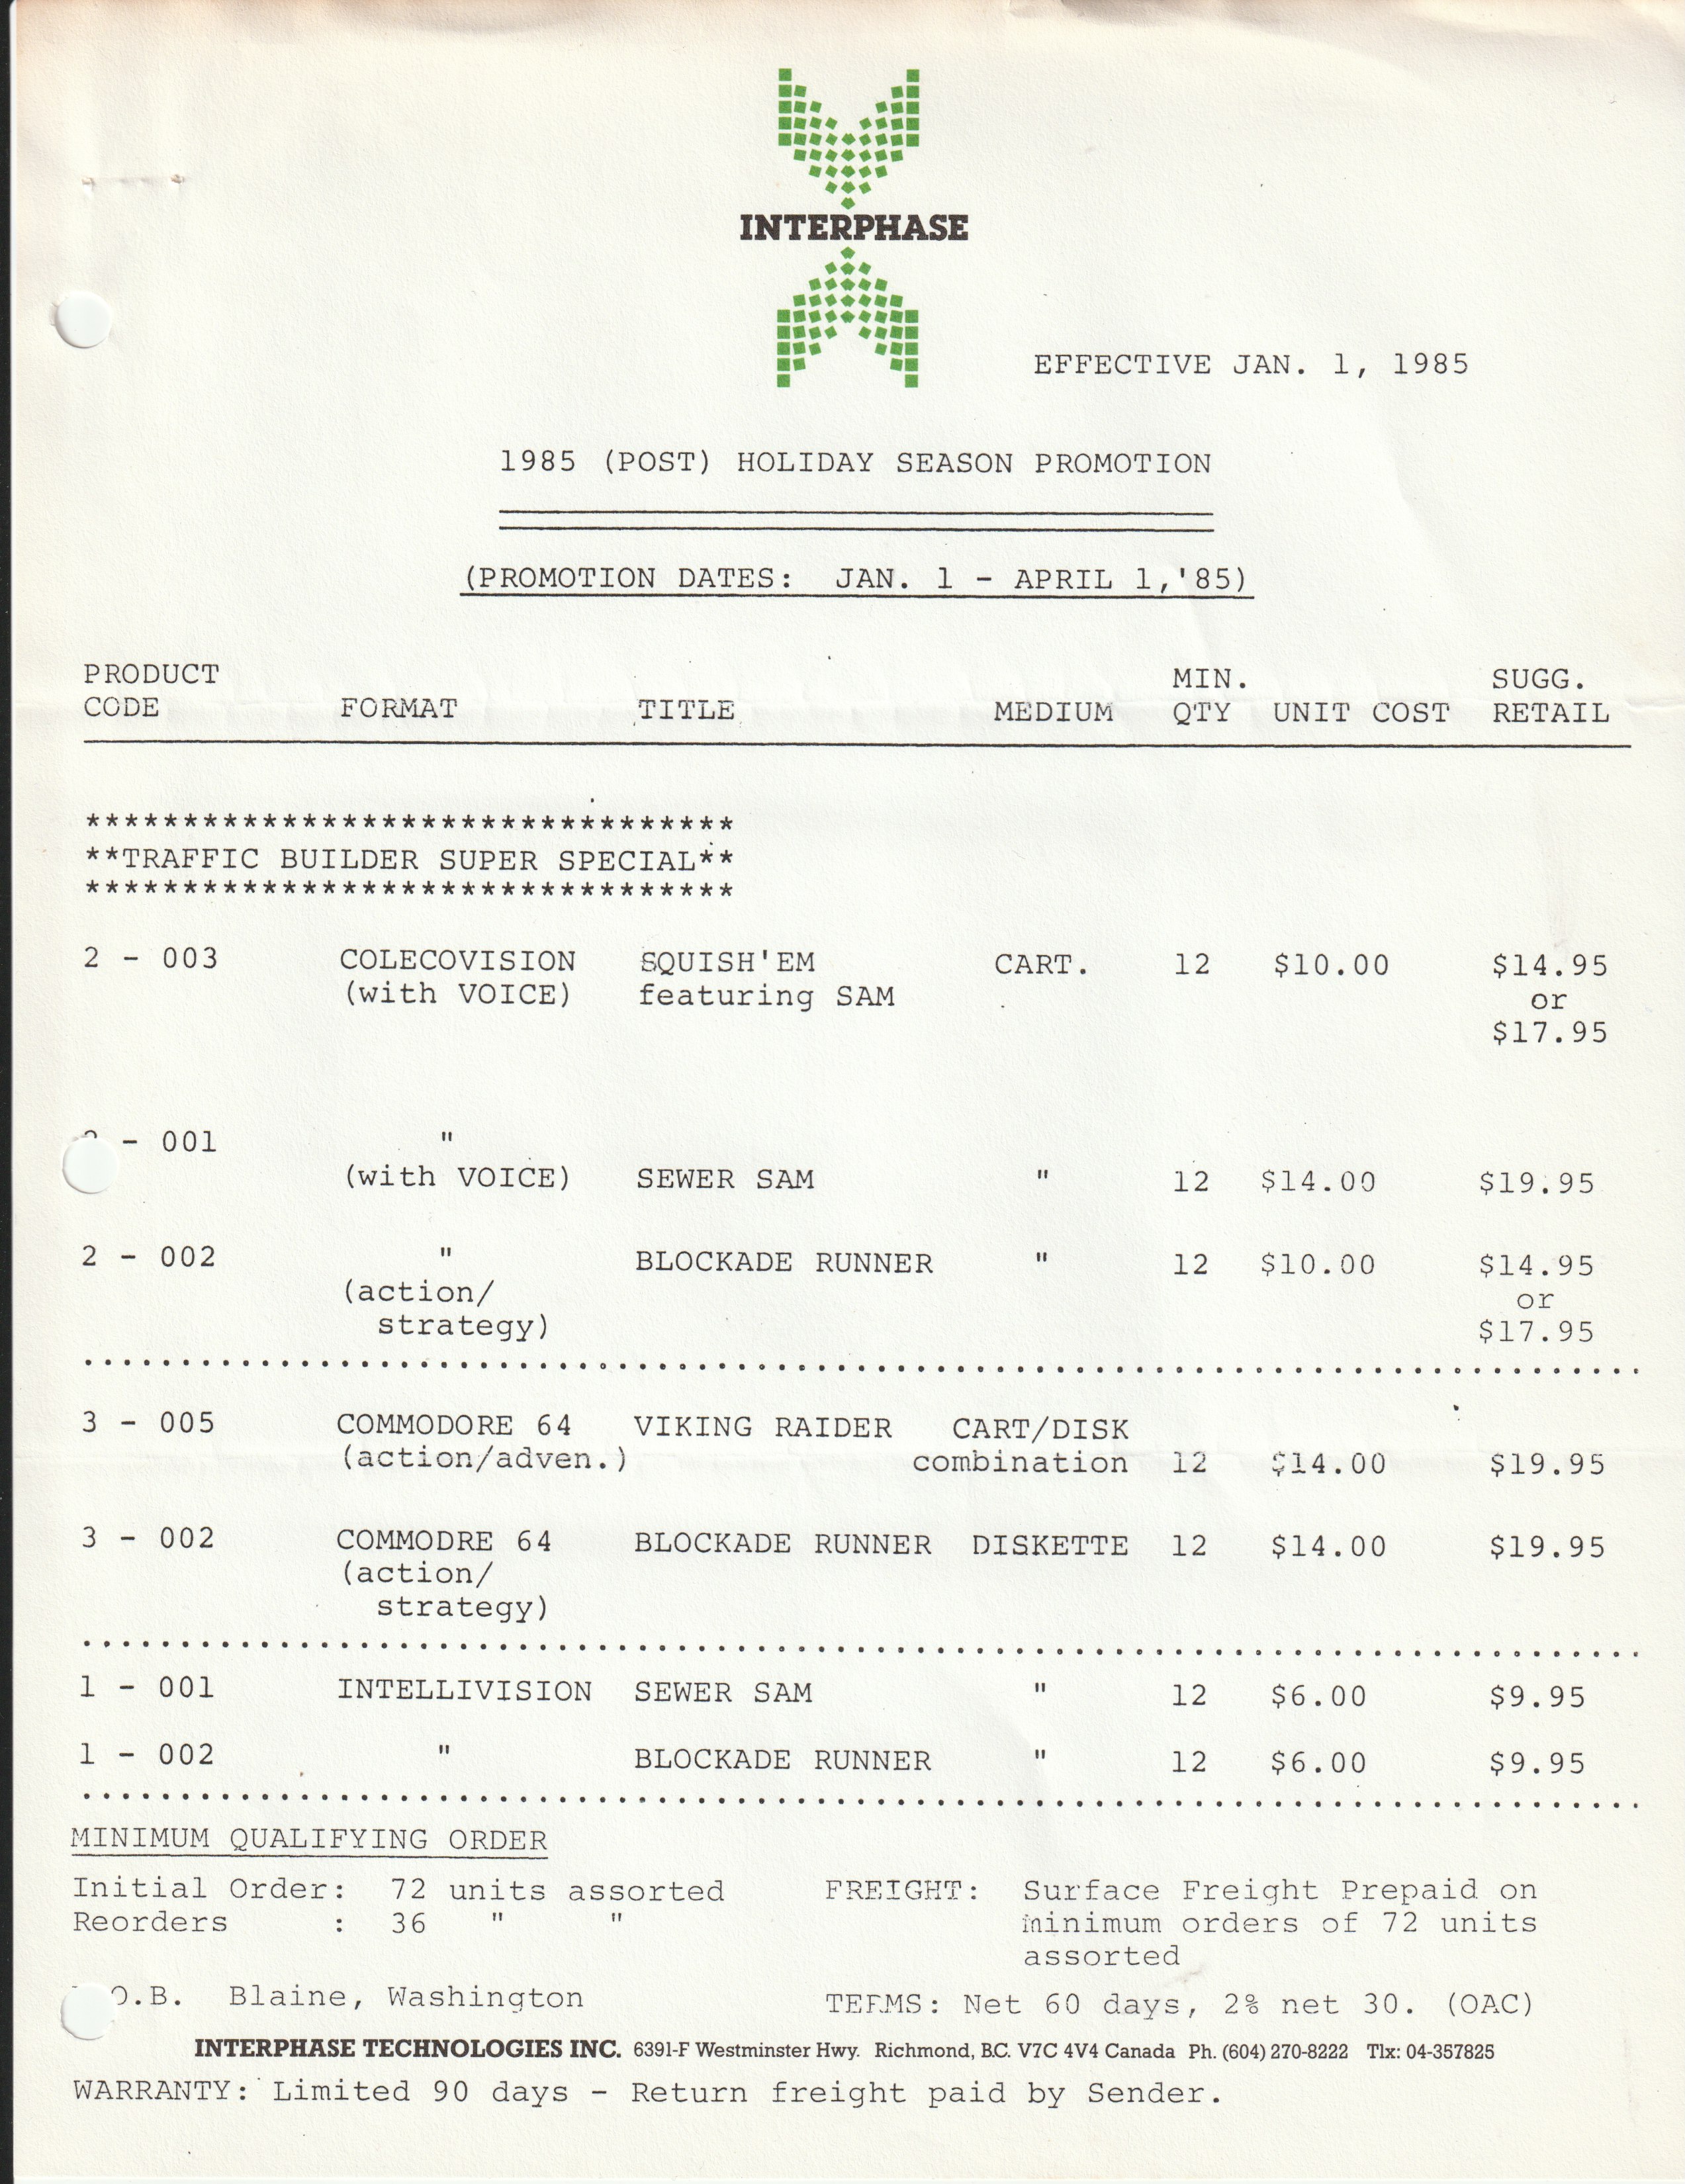 INTERPHASE
EFFECTIVE JAN. 1, 1985
1985 (POST) HOLIDAY SEASON PROMOTION
(PROMOTION DATES: JAN. 1 - APRIL 1,'85)
PRODUCT MIN. SUGG.
CODE FORMAT TITLE MEDIUM QTY UNIT COST RETAIL
*********************************
**TRAFFIC BUILDER SUPER SPECIAL**
*********************************
2 - 003 COLECOVISION SQUISH'EM CART. 12 $10.00 $14.95
(with VOICE) featuring SAM or
$17.95
- 001 "
(with VOICE) SEWER SAM " 12 $14.00 $19.95
2 - 002 " BLOCKADE RUNNER " 12 $10.00 $14.95
(action/ or
strategy) $17.95
3 - 005 COMMODORE 64 VIKING RAIDER CART/DISK
(action/adven.) combination 12 $14.00 $19.95
3 - 002 COMMODRE 64 BLOCKADE RUNNER DISKETTE 12 $14.00 $19.95
(action/
strategy)
1 - 001 INTELLIVISION SEWER SAM " 12 $6.00 $9.95
1 - 002 " BLOCKADE RUNNER " 12 $6.00 $9.95
MINIMUM QUALIFYING ORDER
Initial Order: 72 units assorted FREIGHT: Surface Freight Prepaid on
Reorders : 36 " " minimum orders of 72 units
assorted
.O.B. Blaine, Washington TERMS: Net 60 days, 2% net 30. (OAC)
INTERPHASE TECHNOLOGIES INC. 6391-F Westminster Hwy. Richmond, B.C. V7C 4V4 Canada Ph. (604) 270-8222 Tlx: 04-357825
WARRANTY: Limited 90 days - Return freight paid by Sender.